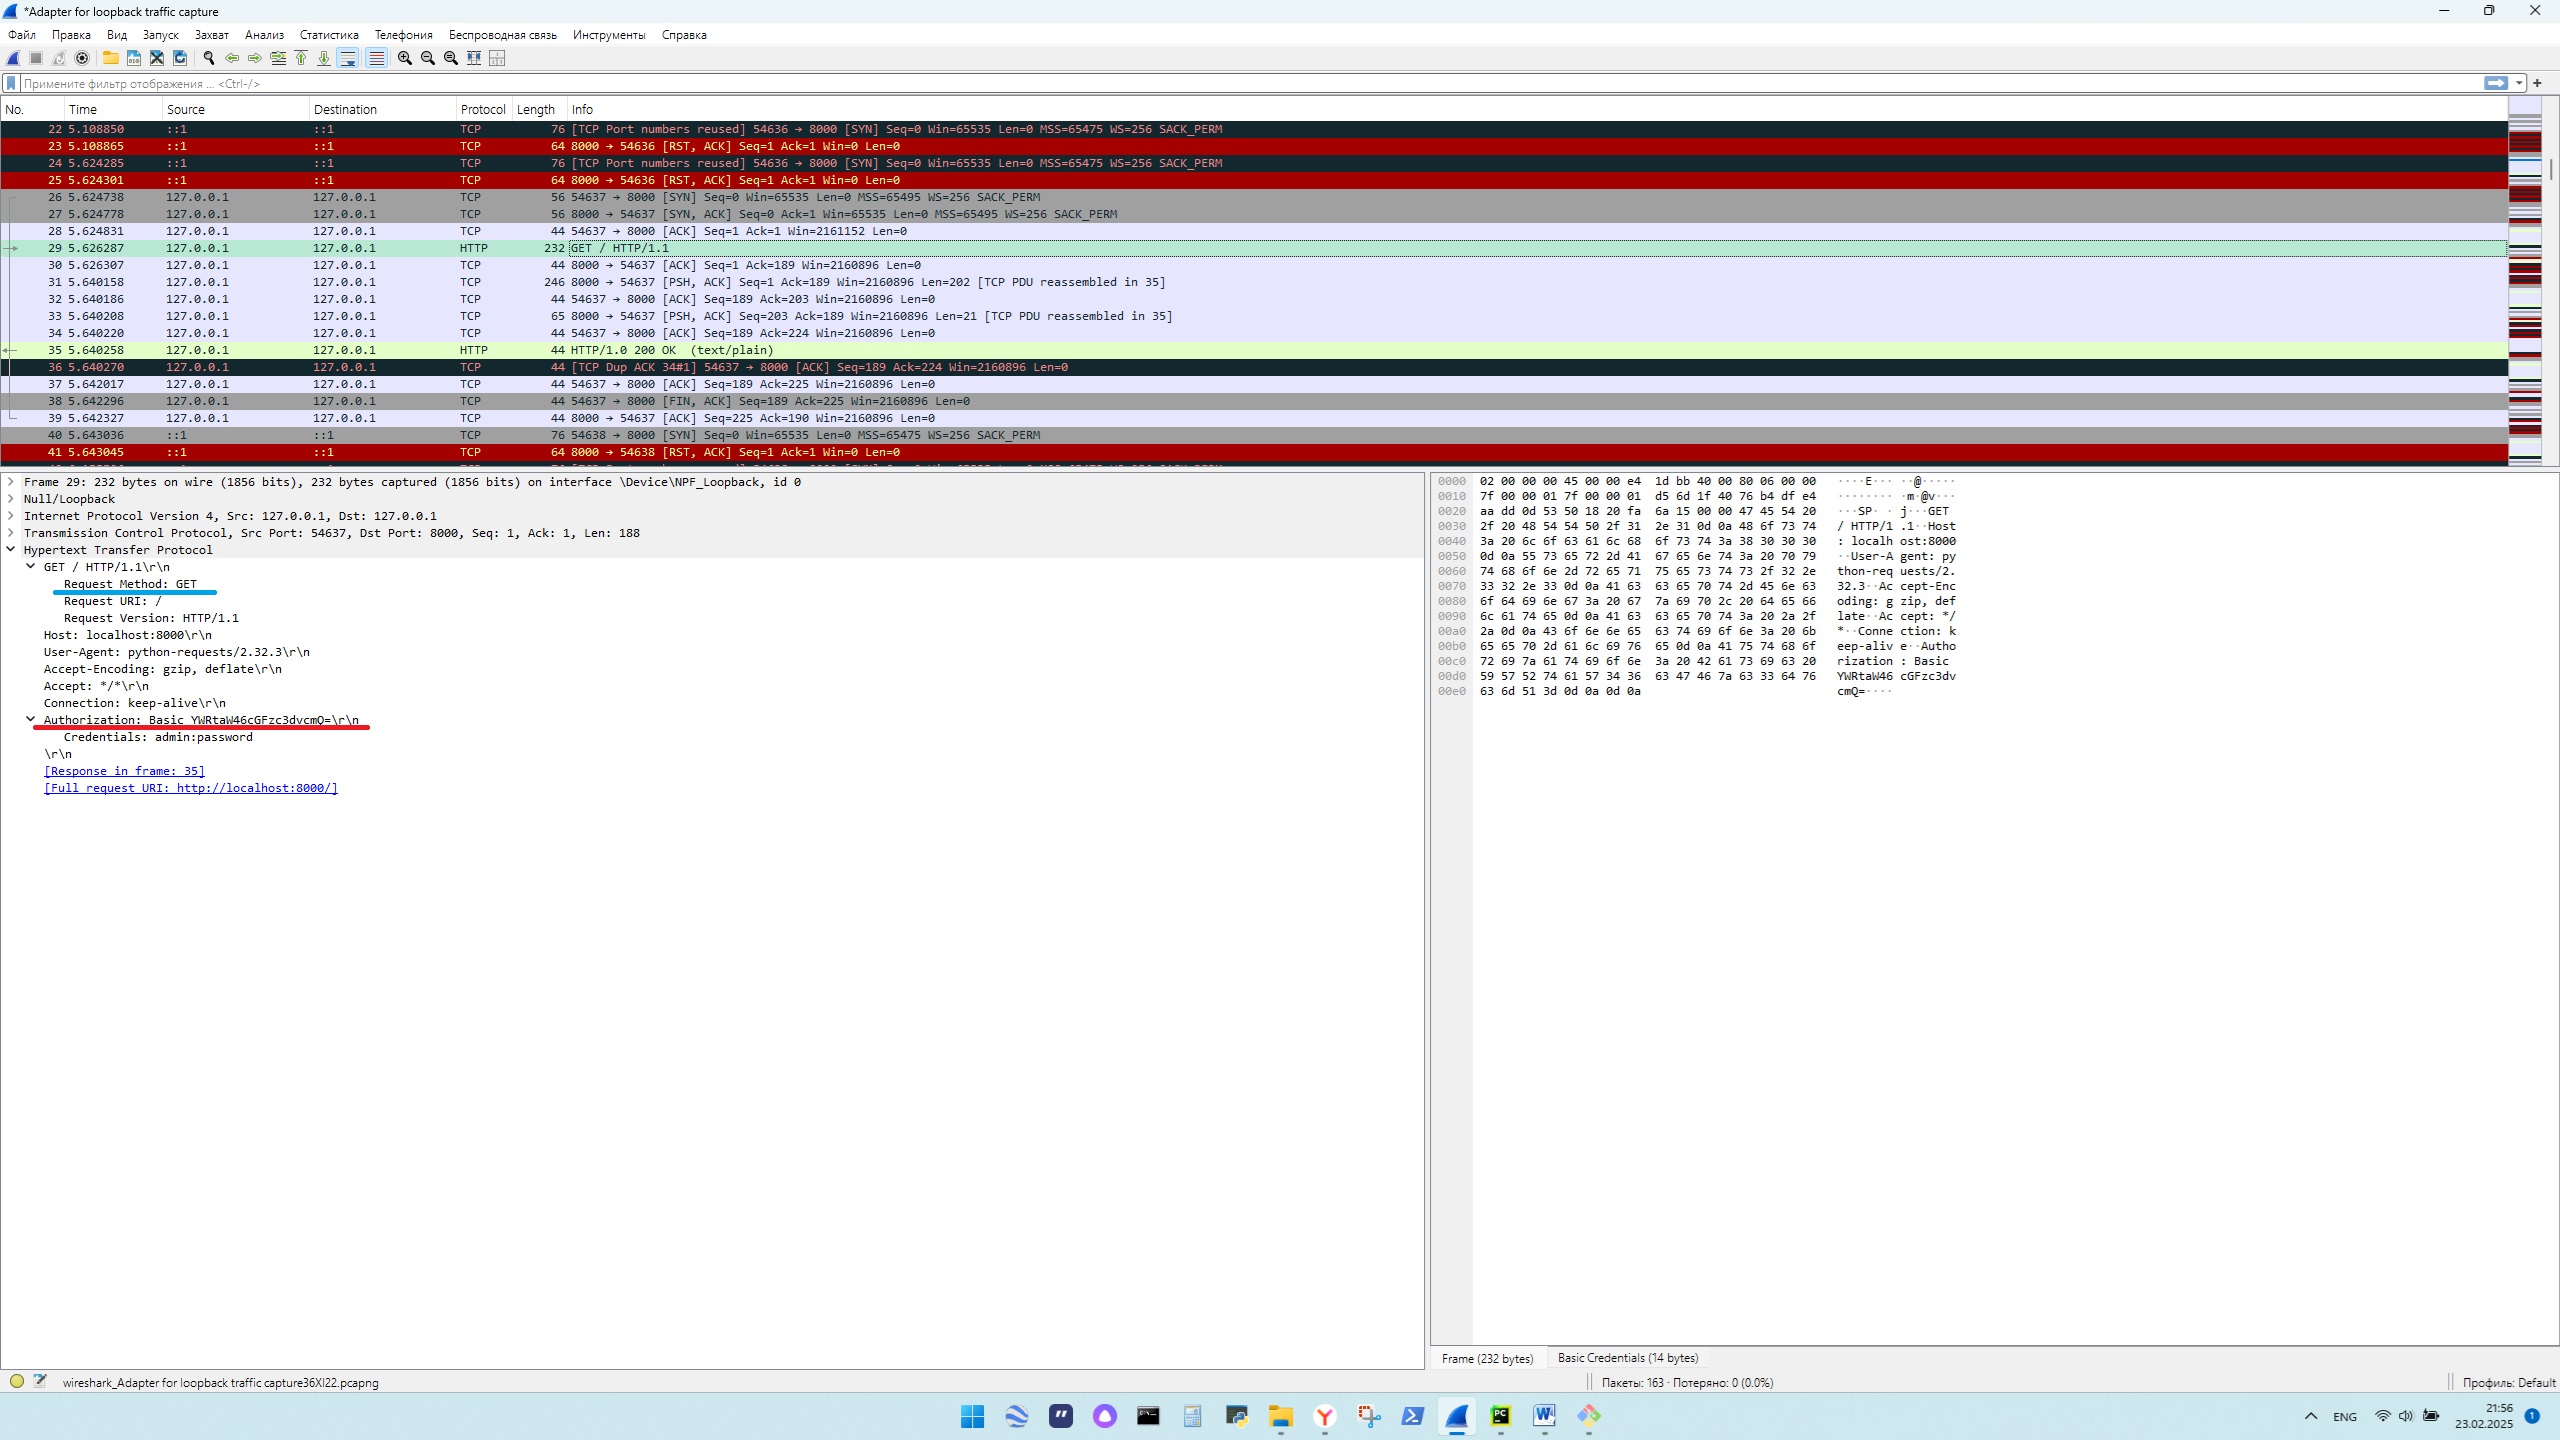 *Adapter for loopback traffic capture
Файл Правка Вид Запуск Захват Анализ Статистика Телефония Беспроводная связь Инструменты Справка
Примените фильтр отображения ... <Ctrl-/>
No. Time Source Destination Protocol Length Info
22 5.108850 ::1 ::1 TCP 76 [TCP Port numbers reused] 54636 → 8000 [SYN] Seq=0 Win=65535 Len=0 MSS=65475 WS=256 SACK_PERM
23 5.108865 ::1 ::1 TCP 64 8000 → 54636 [RST, ACK] Seq=1 Ack=1 Win=0 Len=0
24 5.624285 ::1 ::1 TCP 76 [TCP Port numbers reused] 54636 → 8000 [SYN] Seq=0 Win=65535 Len=0 MSS=65475 WS=256 SACK_PERM
25 5.624301 ::1 ::1 TCP 64 8000 → 54636 [RST, ACK] Seq=1 Ack=1 Win=0 Len=0
26 5.624738 127.0.0.1 127.0.0.1 TCP 56 54637 → 8000 [SYN] Seq=0 Win=65535 Len=0 MSS=65495 WS=256 SACK_PERM
27 5.624778 127.0.0.1 127.0.0.1 TCP 56 8000 → 54637 [SYN, ACK] Seq=0 Ack=1 Win=65535 Len=0 MSS=65495 WS=256 SACK_PERM
28 5.624831 127.0.0.1 127.0.0.1 TCP 44 54637 → 8000 [ACK] Seq=1 Ack=1 Win=2161152 Len=0
29 5.626287 127.0.0.1 127.0.0.1 HTTP 232 GET / HTTP/1.1
30 5.626307 127.0.0.1 127.0.0.1 TCP 44 8000 → 54637 [ACK] Seq=1 Ack=189 Win=2160896 Len=0
31 5.640158 127.0.0.1 127.0.0.1 TCP 246 8000 → 54637 [PSH, ACK] Seq=1 Ack=189 Win=2160896 Len=202 [TCP PDU reassembled in 35]
32 5.640186 127.0.0.1 127.0.0.1 TCP 44 54637 → 8000 [ACK] Seq=189 Ack=203 Win=2160896 Len=0
33 5.640208 127.0.0.1 127.0.0.1 TCP 65 8000 → 54637 [PSH, ACK] Seq=203 Ack=189 Win=2160896 Len=21 [TCP PDU reassembled in 35]
34 5.640220 127.0.0.1 127.0.0.1 TCP 44 54637 → 8000 [ACK] Seq=189 Ack=224 Win=2160896 Len=0
35 5.640258 127.0.0.1 127.0.0.1 HTTP 44 HTTP/1.0 200 OK (text/plain)
36 5.640270 127.0.0.1 127.0.0.1 TCP 44 [TCP Dup ACK 34#1] 54637 → 8000 [ACK] Seq=189 Ack=224 Win=2160896 Len=0
37 5.642017 127.0.0.1 127.0.0.1 TCP 44 54637 → 8000 [ACK] Seq=189 Ack=225 Win=2160896 Len=0
38 5.642296 127.0.0.1 127.0.0.1 TCP 44 54637 → 8000 [FIN, ACK] Seq=189 Ack=225 Win=2160896 Len=0
39 5.642327 127.0.0.1 127.0.0.1 TCP 44 8000 → 54637 [ACK] Seq=225 Ack=190 Win=2160896 Len=0
40 5.643036 ::1 ::1 TCP 76 54638 → 8000 [SYN] Seq=0 Win=65535 Len=0 MSS=65475 WS=256 SACK_PERM
41 5.643045 ::1 ::1 TCP 64 8000 → 54638 [RST, ACK] Seq=1 Ack=1 Win=0 Len=0
Frame 29: 232 bytes on wire (1856 bits), 232 bytes captured (1856 bits) on interface \Device\NPF_Loopback, id 0
Null/Loopback
Internet Protocol Version 4, Src: 127.0.0.1, Dst: 127.0.0.1
Transmission Control Protocol, Src Port: 54637, Dst Port: 8000, Seq: 1, Ack: 1, Len: 188
Hypertext Transfer Protocol
GET / HTTP/1.1\r\n
Request Method: GET
Request URI: /
Request Version: HTTP/1.1
Host: localhost:8000\r\n
User-Agent: python-requests/2.32.3\r\n
Accept-Encoding: gzip, deflate\r\n
Accept: */*\r\n
Connection: keep-alive\r\n
Authorization: Basic YWRtaW46cGFzc3dvcmQ=\r\n
Credentials: admin:password
\r\n
[Response in frame: 35]
[Full request URI: http://localhost:8000/]
0000 02 00 00 00 45 00 00 e4 1d bb 40 00 80 06 00 00 ····E··· ··@·····
0010 7f 00 00 01 7f 00 00 01 d5 6d 1f 40 76 b4 df e4 ········ ·m·@v···
0020 aa dd 0d 53 50 18 20 fa 6a 15 00 00 47 45 54 20 ···SP· · j···GET
0030 2f 20 48 54 54 50 2f 31 2e 31 0d 0a 48 6f 73 74 / HTTP/1 .1··Host
0040 3a 20 6c 6f 63 61 6c 68 6f 73 74 3a 38 30 30 30 : localh ost:8000
0050 0d 0a 55 73 65 72 2d 41 67 65 6e 74 3a 20 70 79 ··User-A gent: py
0060 74 68 6f 6e 2d 72 65 71 75 65 73 74 73 2f 32 2e thon-req uests/2.
0070 33 32 2e 33 0d 0a 41 63 63 65 70 74 2d 45 6e 63 32.3··Ac cept-Enc
0080 6f 64 69 6e 67 3a 20 67 7a 69 70 2c 20 64 65 66 oding: g zip, def
0090 6c 61 74 65 0d 0a 41 63 63 65 70 74 3a 20 2a 2f late··Ac cept: */
00a0 2a 0d 0a 43 6f 6e 6e 65 63 74 69 6f 6e 3a 20 6b *··Conne ction: k
00b0 65 65 70 2d 61 6c 69 76 65 0d 0a 41 75 74 68 6f eep-aliv e··Autho
00c0 72 69 7a 61 74 69 6f 6e 3a 20 42 61 73 69 63 20 rization : Basic
00d0 59 57 52 74 61 57 34 36 63 47 46 7a 63 33 64 76 YWRtaW46 cGFzc3dv
00e0 63 6d 51 3d 0d 0a 0d 0a cmQ=····
Frame (232 bytes) Basic Credentials (14 bytes)
wireshark_Adapter for loopback traffic capture36XI22.pcapng Пакеты: 163 · Потеряно: 0 (0.0%) Профиль: Default
ENG 21:56
23.02.2025